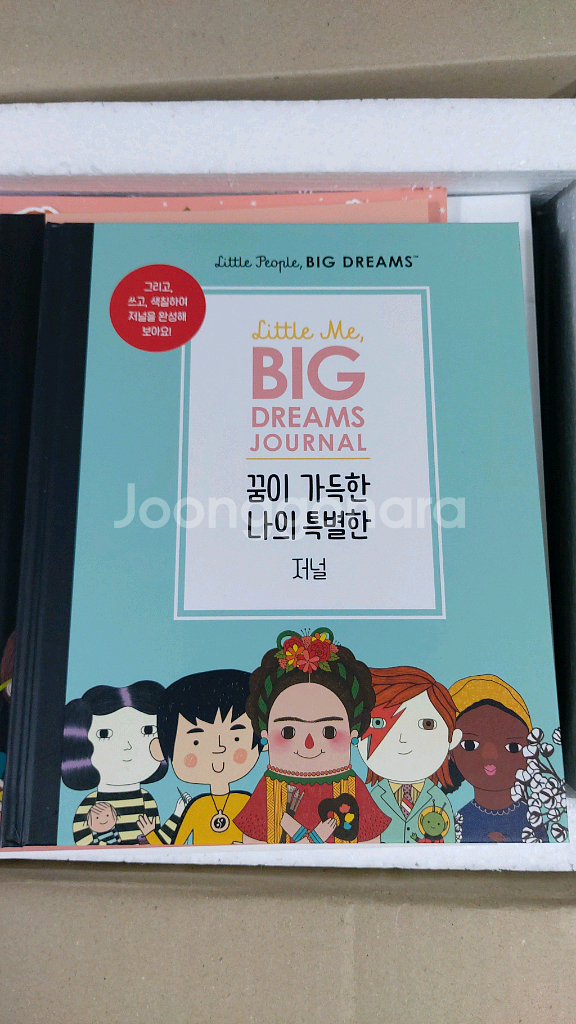 Little People, BIG DREAMS™
그리고,
쓰고, 색칠하여
저널을 완성해
보아요!
Little Me,
BIG
DREAMS
JOURNAL
꿈이 가득한
나의 특별한
저널
Joonggonara